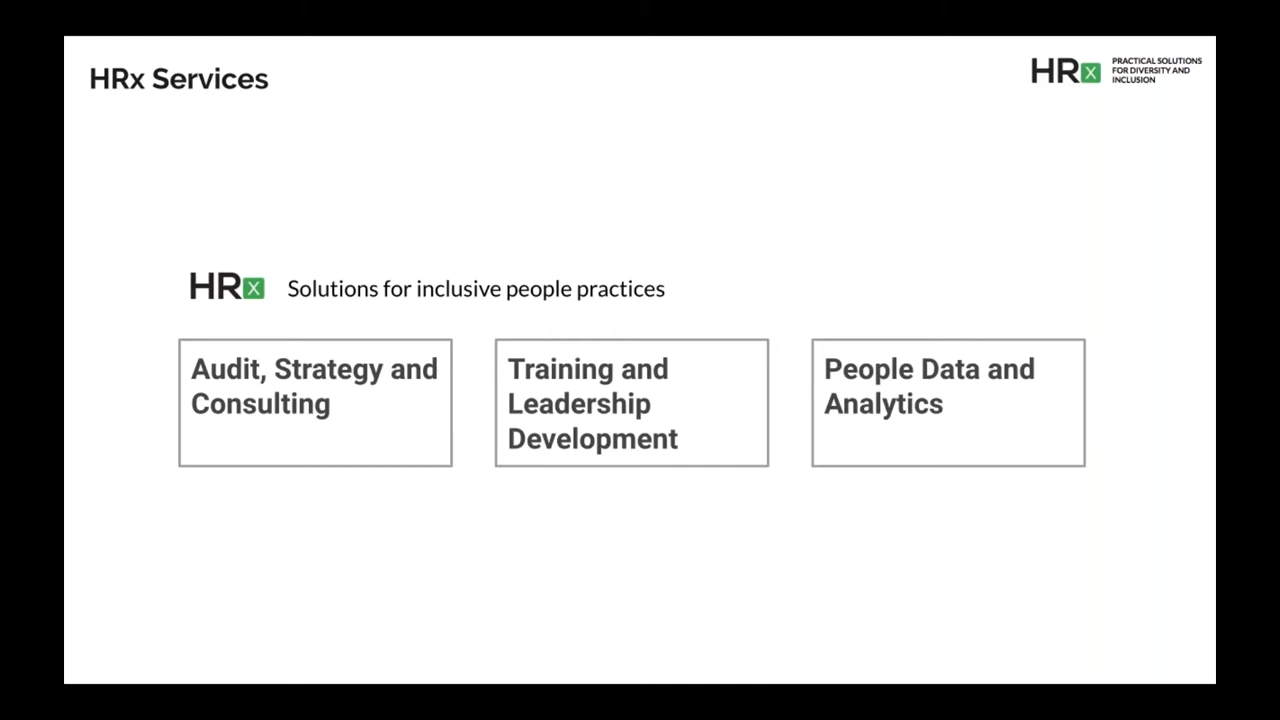 HRx Services
HRx
PRACTICAL SOLUTIONS
FOR DIVERSITY AND
INCLUSION
HRx Solutions for inclusive people practices
Audit, Strategy and
Consulting
Training and
Leadership
Development
People Data and
Analytics